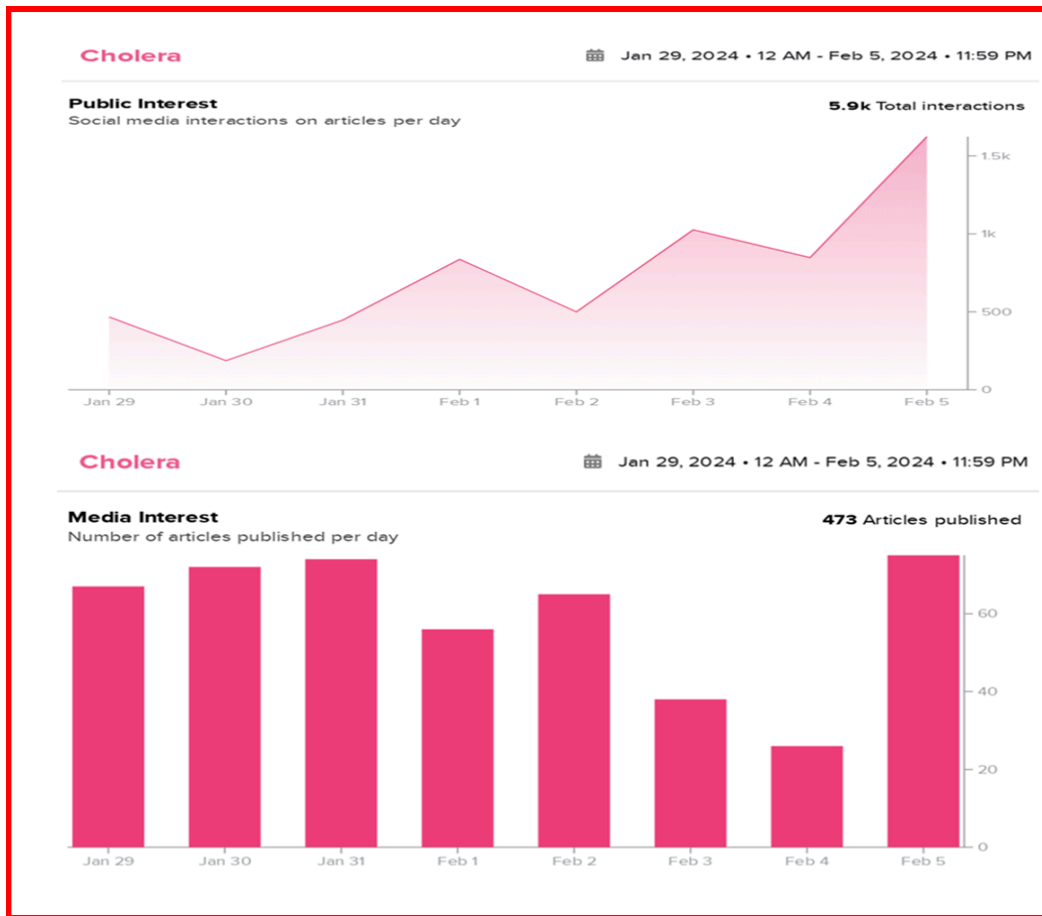 Cholera
Jan 29, 2024 • 12 AM - Feb 5, 2024 • 11:59 PM
Public Interest
5.9k Total interactions
Social media interactions on articles per day
1.5k
1k
500
0
Jan 29 Jan 30 Jan 31 Feb 1 Feb 2 Feb 3 Feb 4 Feb 5
Cholera
Jan 29, 2024 • 12 AM - Feb 5, 2024 • 11:59 PM
Media Interest
473 Articles published
Number of articles published per day
60
40
20
0
Jan 29 Jan 30 Jan 31 Feb 1 Feb 2 Feb 3 Feb 4 Feb 5